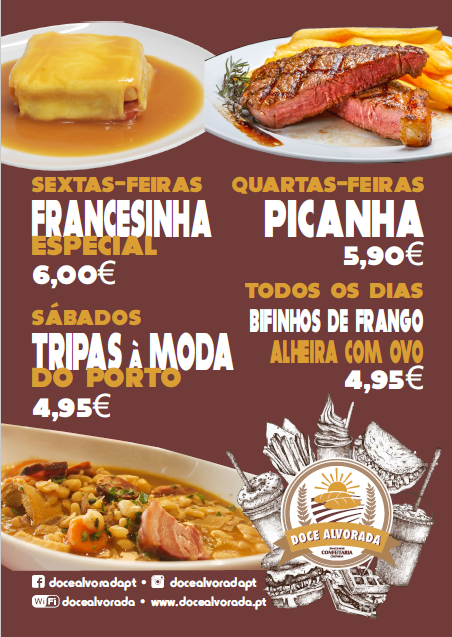 SEXTAS-FEIRAS
FRANCESINHA
ESPECIAL
6,00€
QUARTAS-FEIRAS
PICANHA
5,90€
SÁBADOS
TRIPAS à MODA
DO PORTO
4,95€
TODOS OS DIAS
BIFINHOS DE FRANGO
ALHEIRA COM OVO
4,95€
DOCE ALVORADA
CONFEITARIA
docealvoradapt • docealvoradapt
WiFi docealvorada • www.docealvorada.pt